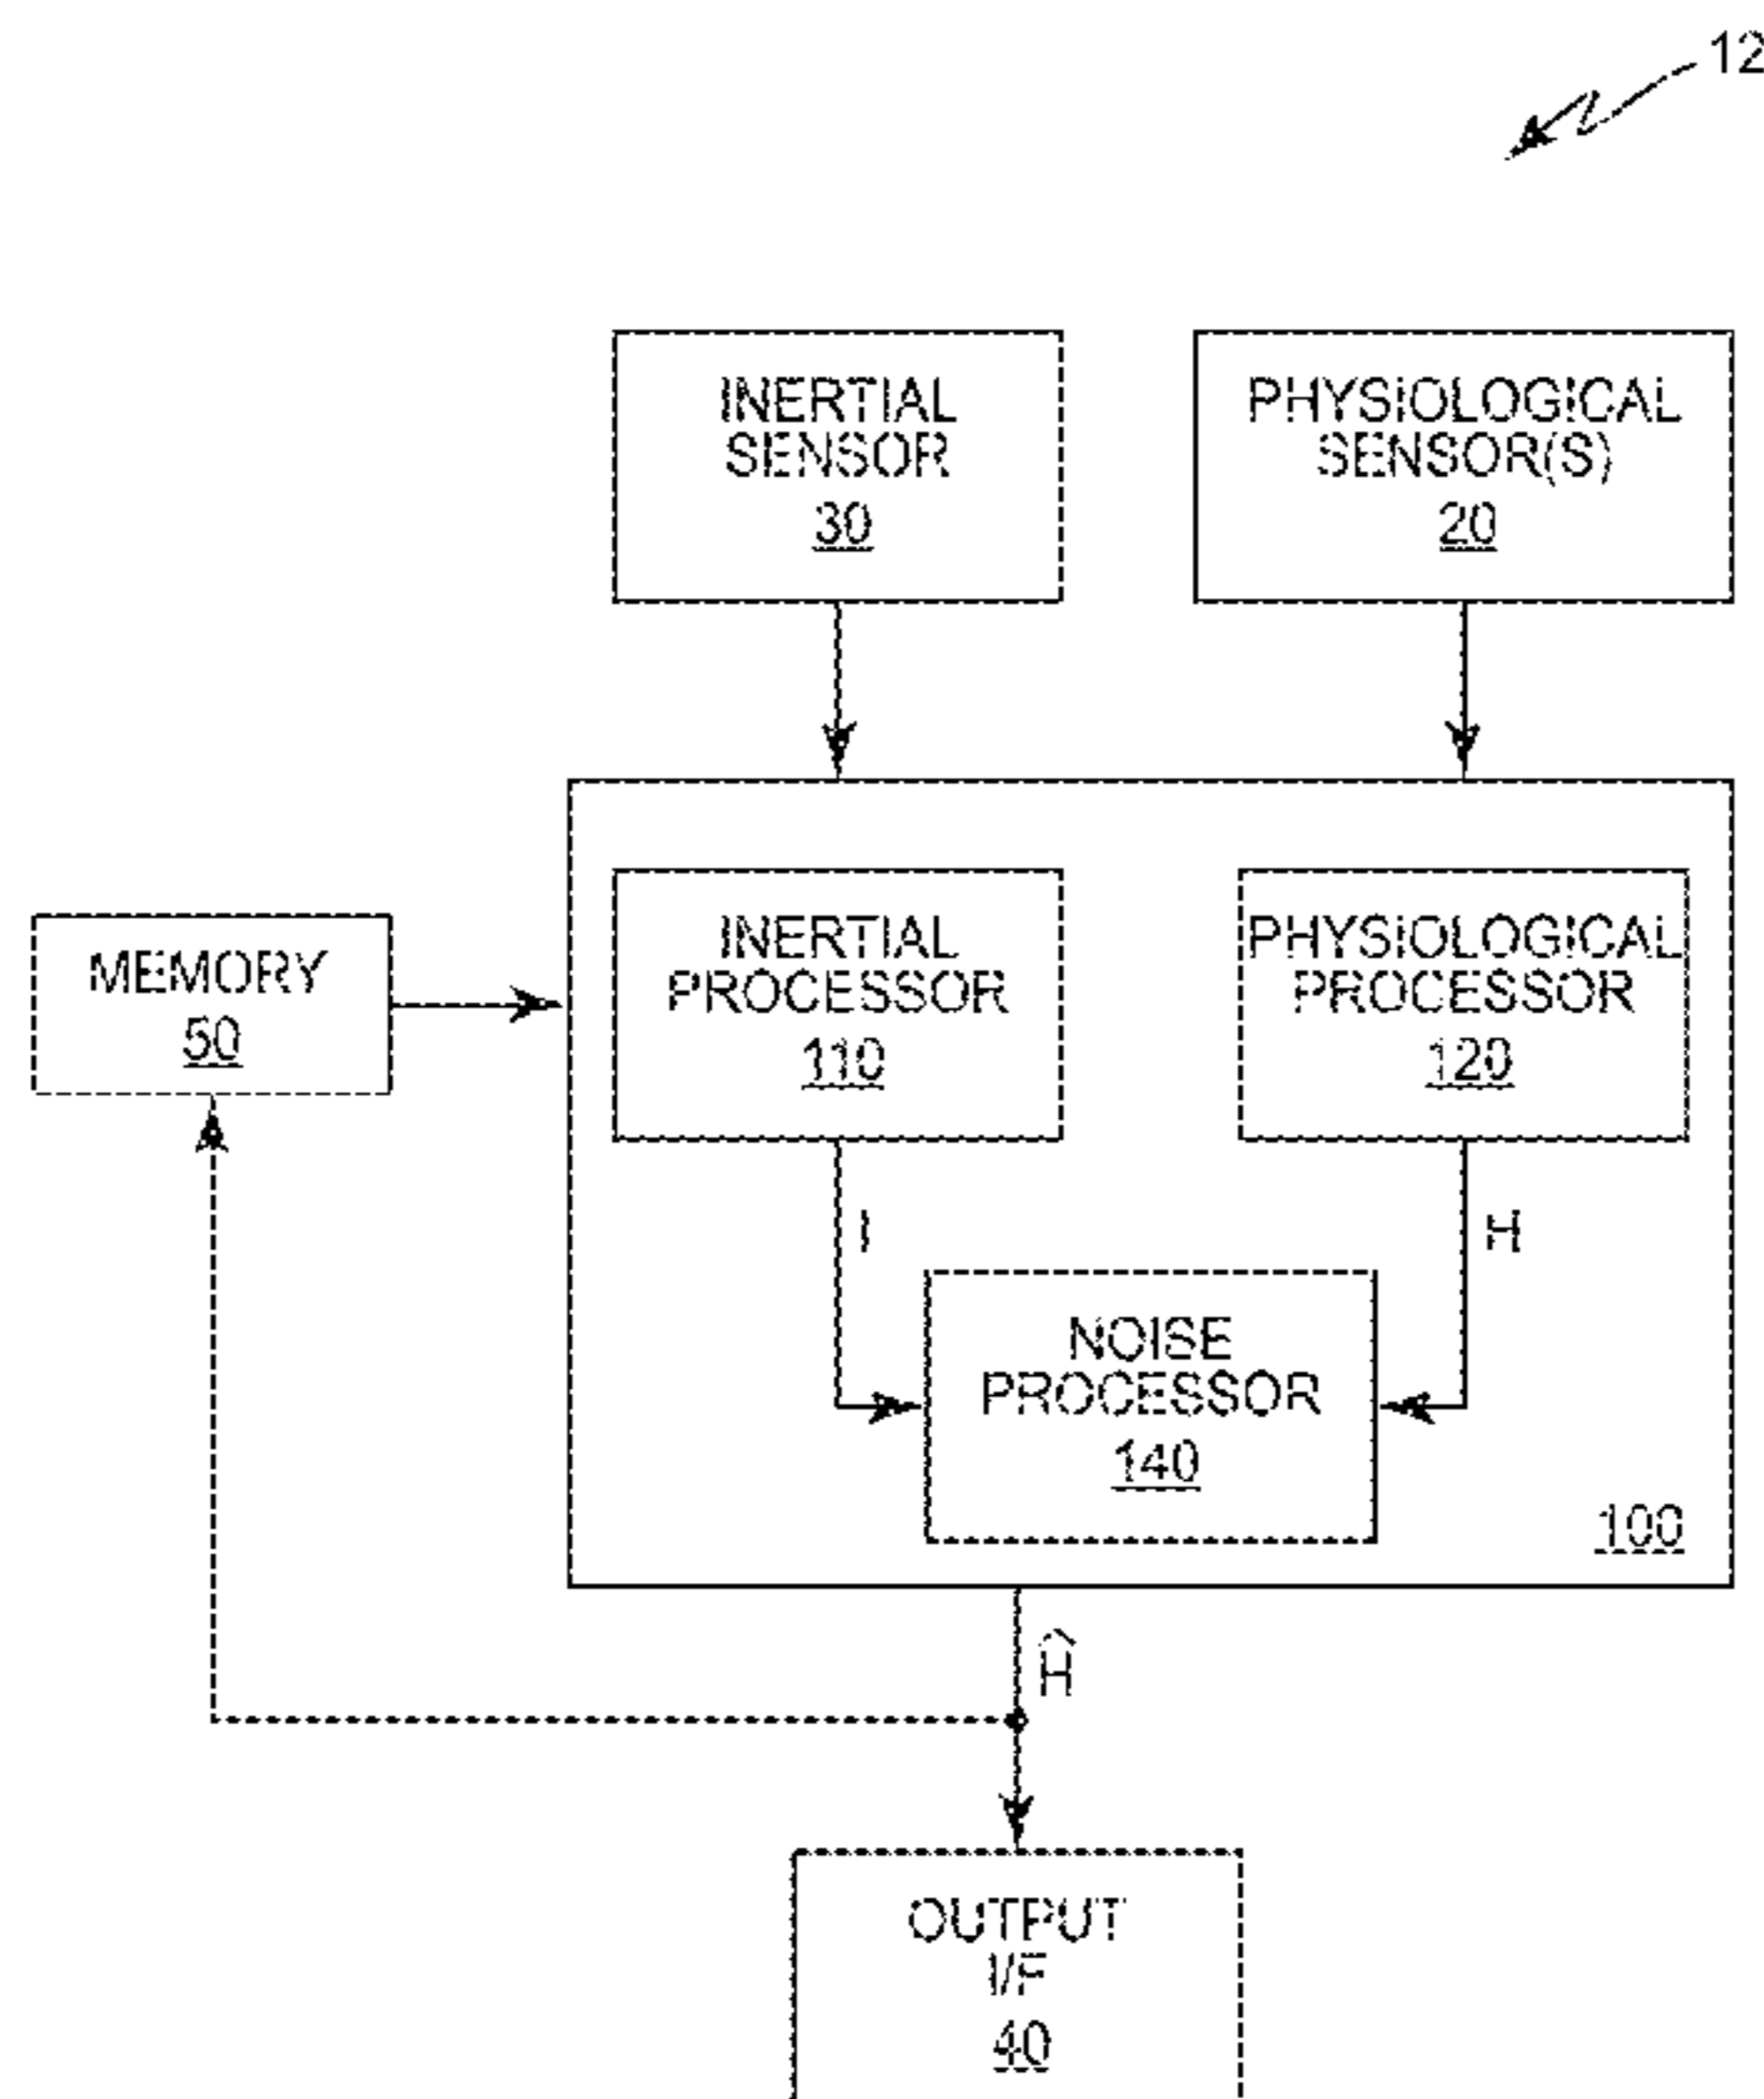 12
INERTIAL
SENSOR
30
PHYSIOLOGICAL
SENSOR(S)
20
MEMORY
50
INERTIAL
PROCESSOR
110
PHYSIOLOGICAL
PROCESSOR
120
I
H
NOISE
PROCESSOR
140
100
Ĥ
OUTPUT
I/F
40